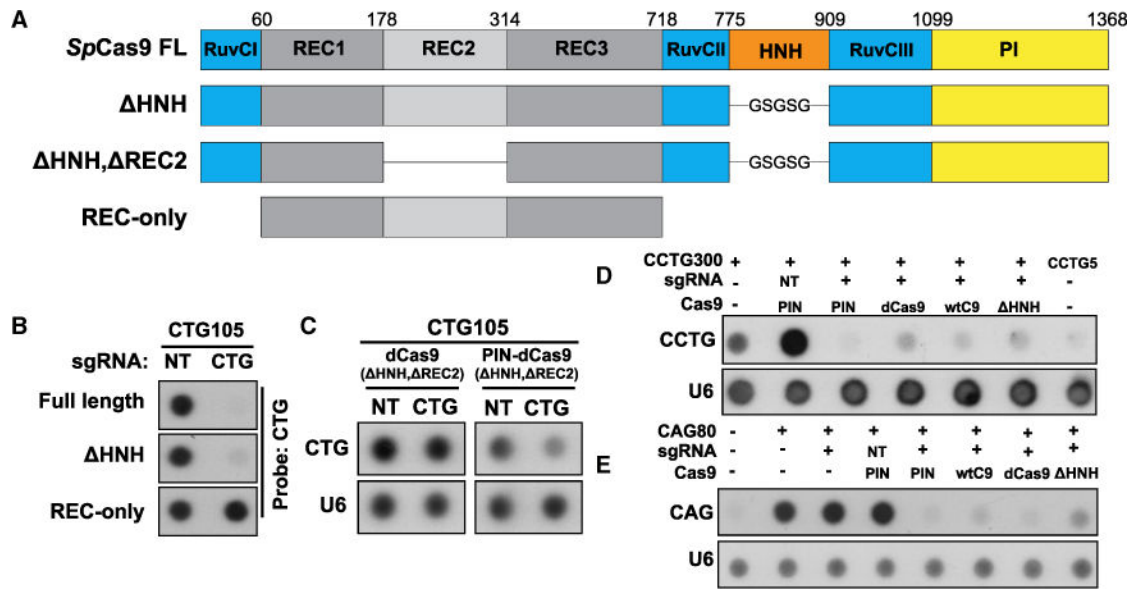 A
60 178 314 718 775 909 1099 1368
SpCas9 FL RuvCI REC1 REC2 REC3 RuvCII HNH RuvCIII PI
ΔHNH GSGSG
ΔHNH,ΔREC2 GSGSG
REC-only
B
CTG105
sgRNA: NT CTG
Full length
ΔHNH
REC-only
Probe: CTG
C
CTG105
dCas9 PIN-dCas9
(ΔHNH,ΔREC2) (ΔHNH,ΔREC2)
NT CTG NT CTG
CTG
U6
D
CCTG300 + + + + + + CCTG5
sgRNA - NT + + + + -
Cas9 - PIN PIN dCas9 wtC9 ΔHNH -
CCTG
U6
E
CAG80 - + + + + + + +
sgRNA - - + NT + + + +
Cas9 - - - PIN PIN wtC9 dCas9 ΔHNH
CAG
U6